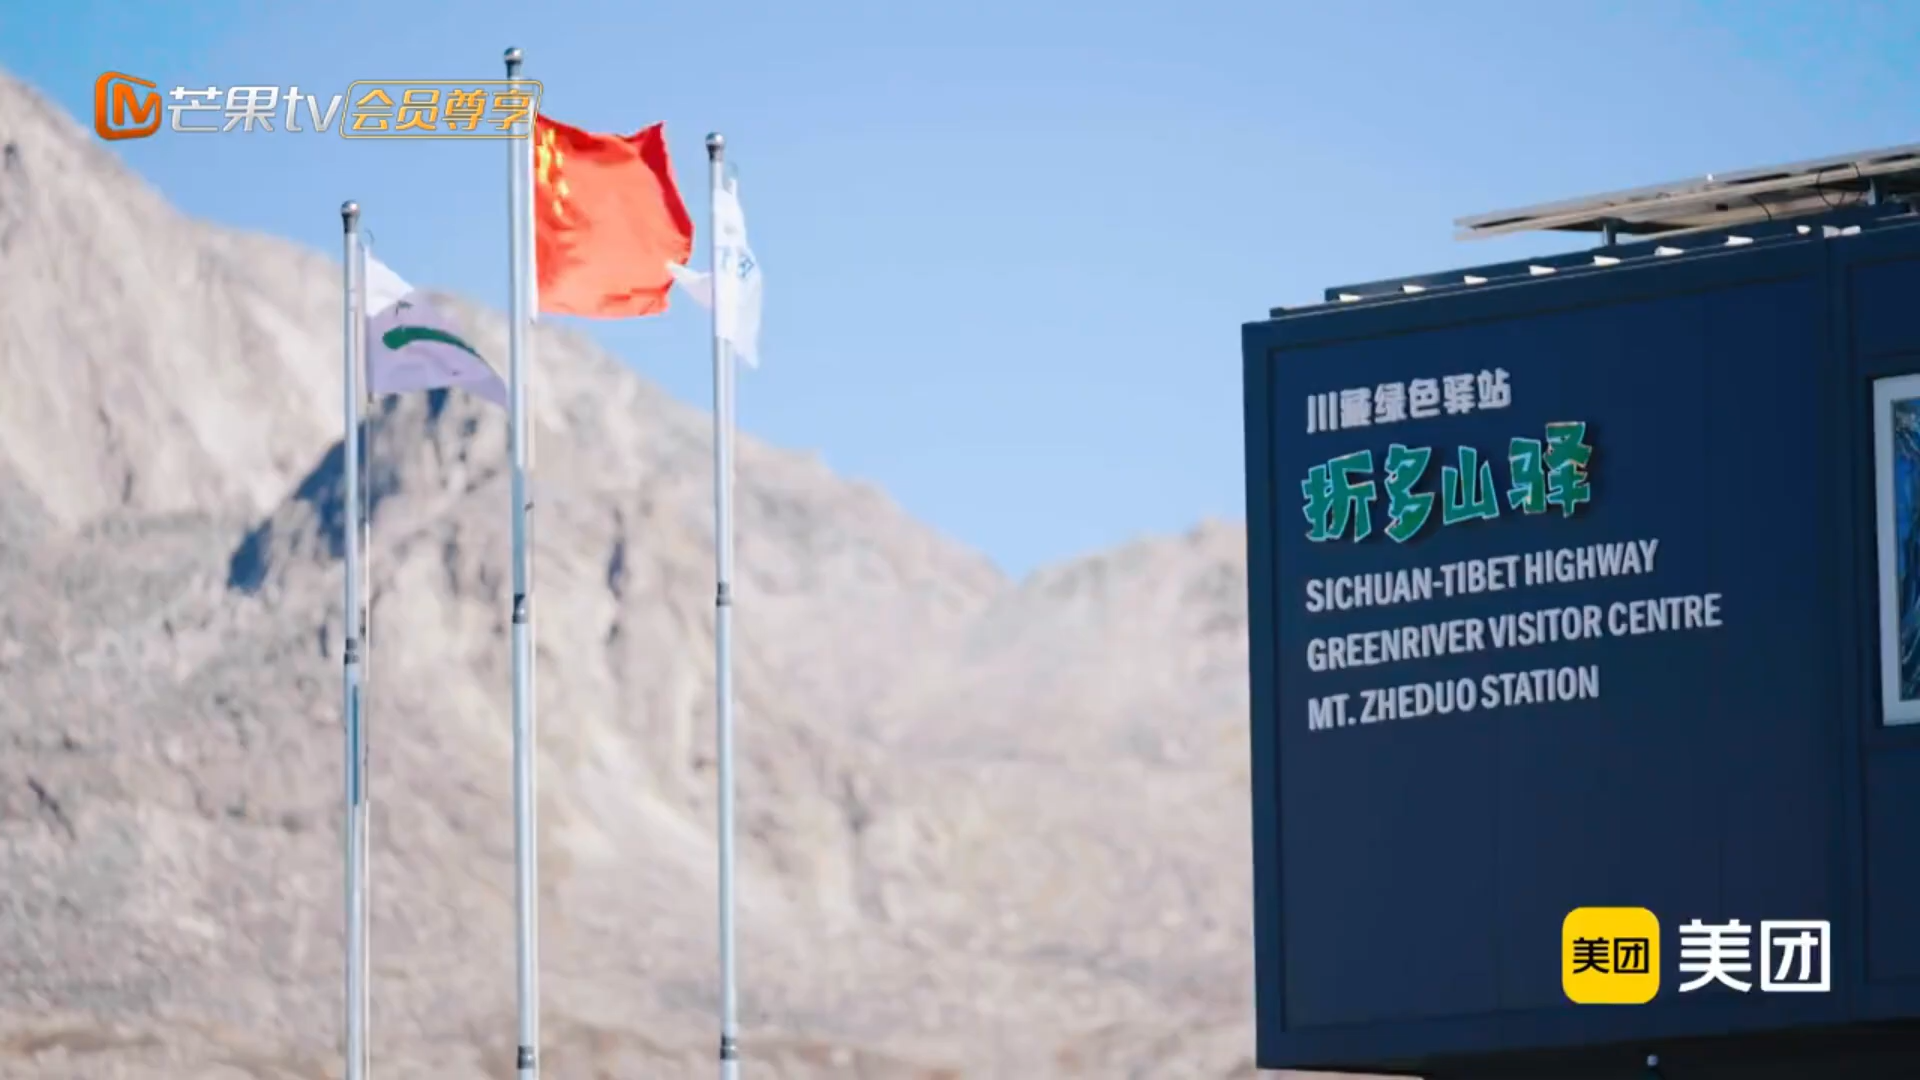 芒果tv 会员尊享
川藏绿色驿站
折多山驿
SICHUAN-TIBET HIGHWAY
GREENRIVER VISITOR CENTRE
MT. ZHEDUO STATION
美团 美团